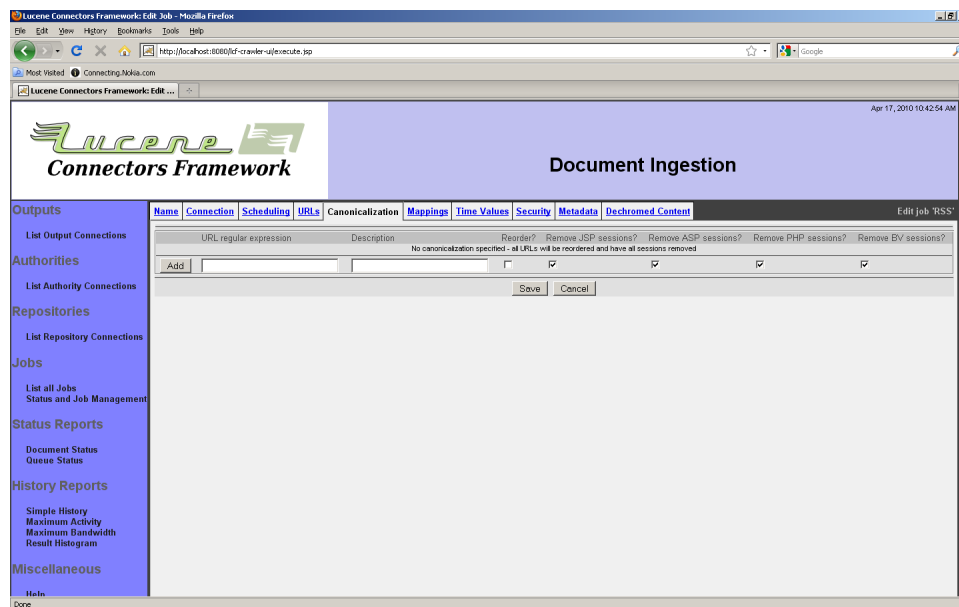 Lucene Connectors Framework: Edit Job - Mozilla Firefox
File Edit View History Bookmarks Tools Help
http://localhost:8080/lcf-crawler-ui/execute.jsp
Google
Most Visited Connecting.Nokia.com
Lucene Connectors Framework: Edit ...
Apr 17, 2010 10:42:54 AM
Lucene
Connectors Framework
Document Ingestion
Outputs
List Output Connections
Authorities
List Authority Connections
Repositories
List Repository Connections
Jobs
List all Jobs
Status and Job Management
Status Reports
Document Status
Queue Status
History Reports
Simple History
Maximum Activity
Maximum Bandwidth
Result Histogram
Miscellaneous
Help
Name Connection Scheduling URLs Canonicalization Mappings Time Values Security Metadata Dechromed Content Edit job 'RSS'
URL regular expression Description Reorder? Remove JSP sessions? Remove ASP sessions? Remove PHP sessions? Remove BV sessions?
No canonicalization specified - all URLs will be reordered and have all sessions removed
Add
Save Cancel
Done